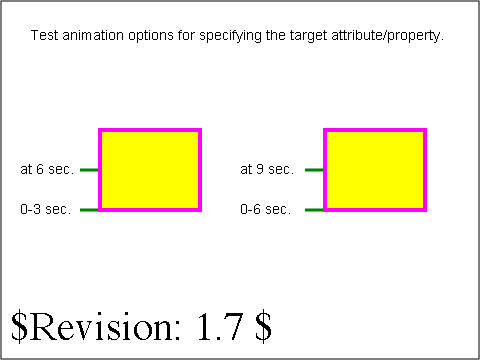 Test animation options for specifying the target attribute/property.
at 6 sec.
at 9 sec.
0-3 sec.
0-6 sec.
$Revision: 1.7 $